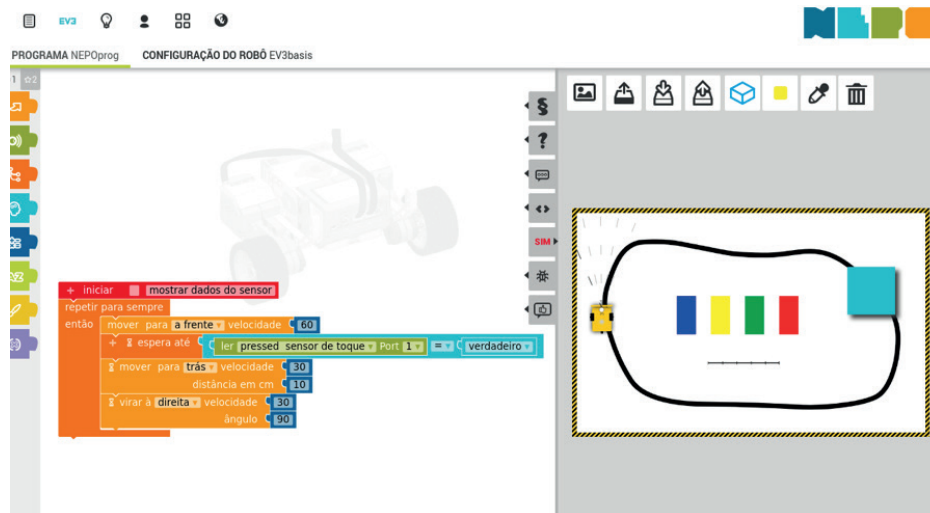 EV3
PROGRAMA NEPOprog CONFIGURAÇÃO DO ROBÔ EV3basis
1 ☆2
SIM
+ iniciar mostrar dados do sensor
repetir para sempre
então mover para a frente velocidade 60
+ espera até ler pressed sensor de toque Port 1 = verdadeiro
mover para trás velocidade 30
distância em cm 10
virar à direita velocidade 30
ângulo 90